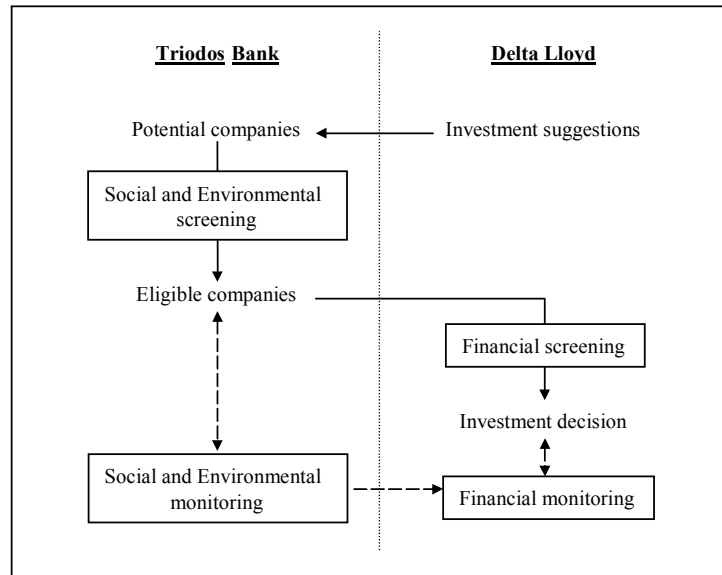 Triodos Bank
Delta Lloyd
Potential companies
Investment suggestions
Social and Environmental
screening
Eligible companies
Financial screening
Investment decision
Social and Environmental
monitoring
Financial monitoring